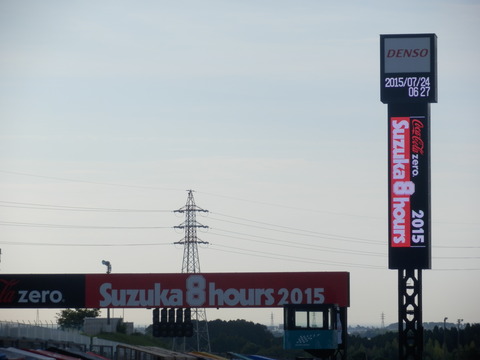 DENSO
2015/07/24
06 27
Coca-Cola zero.
Suzuka 8 hours 2015
zero. Suzuka 8 hours 2015